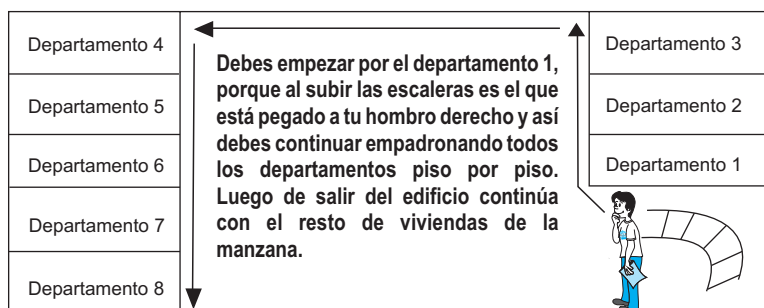 Departamento 4
Departamento 5
Departamento 6
Departamento 7
Departamento 8
Debes empezar por el departamento 1,
porque al subir las escaleras es el que
está pegado a tu hombro derecho y así
debes continuar empadronando todos
los departamentos piso por piso.
Luego de salir del edificio continúa
con el resto de viviendas de la
manzana.
Departamento 3
Departamento 2
Departamento 1